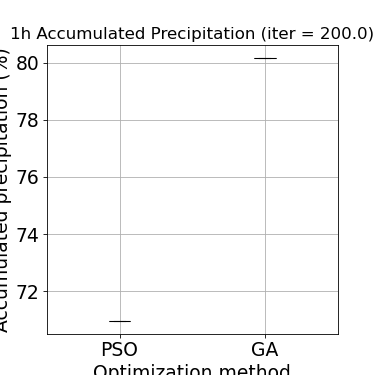 1h Accumulated Precipitation (iter = 200.0)
Accumulated precipitation (%)
80
78
76
74
72
PSO
GA
Optimization method